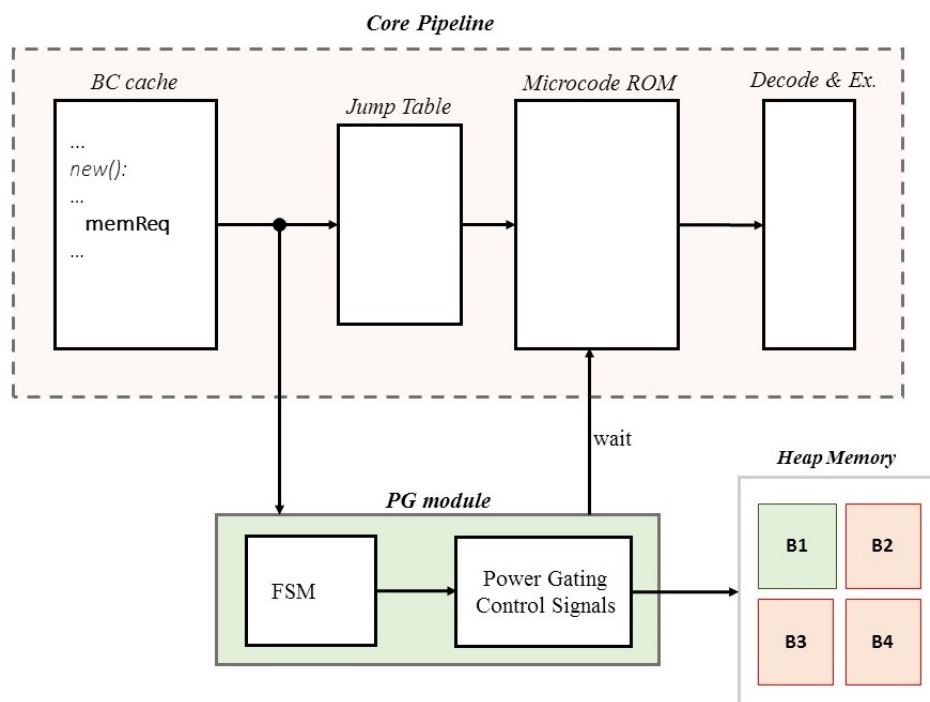 Core Pipeline
BC cache
Jump Table
Microcode ROM
Decode & Ex.
...
new():
...
memReq
...
wait
Heap Memory
PG module
FSM
Power Gating
Control Signals
B1
B2
B3
B4